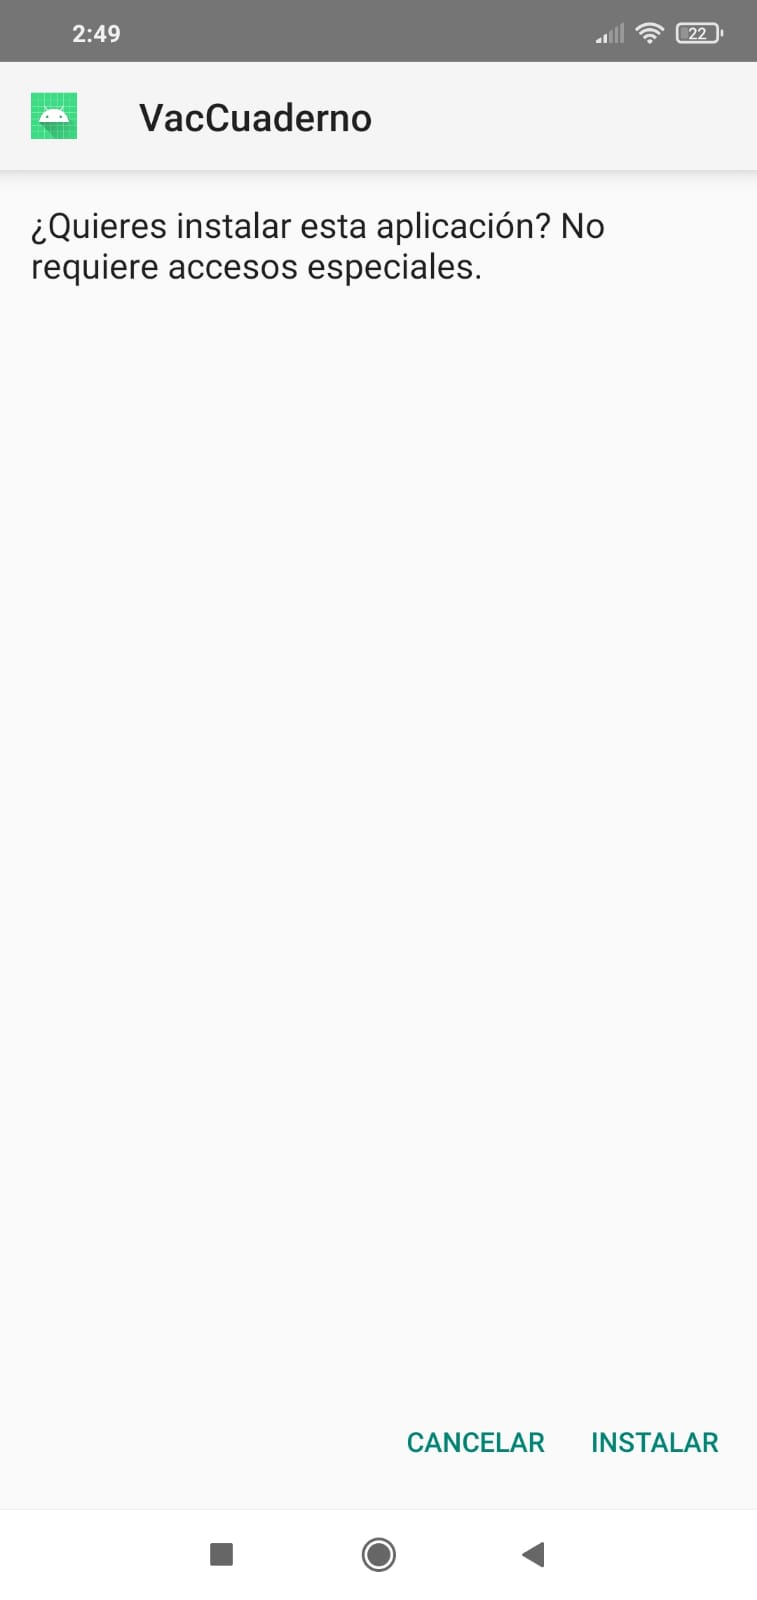 2:49
22
VacCuaderno
¿Quieres instalar esta aplicación? No
requiere accesos especiales.
CANCELAR INSTALAR